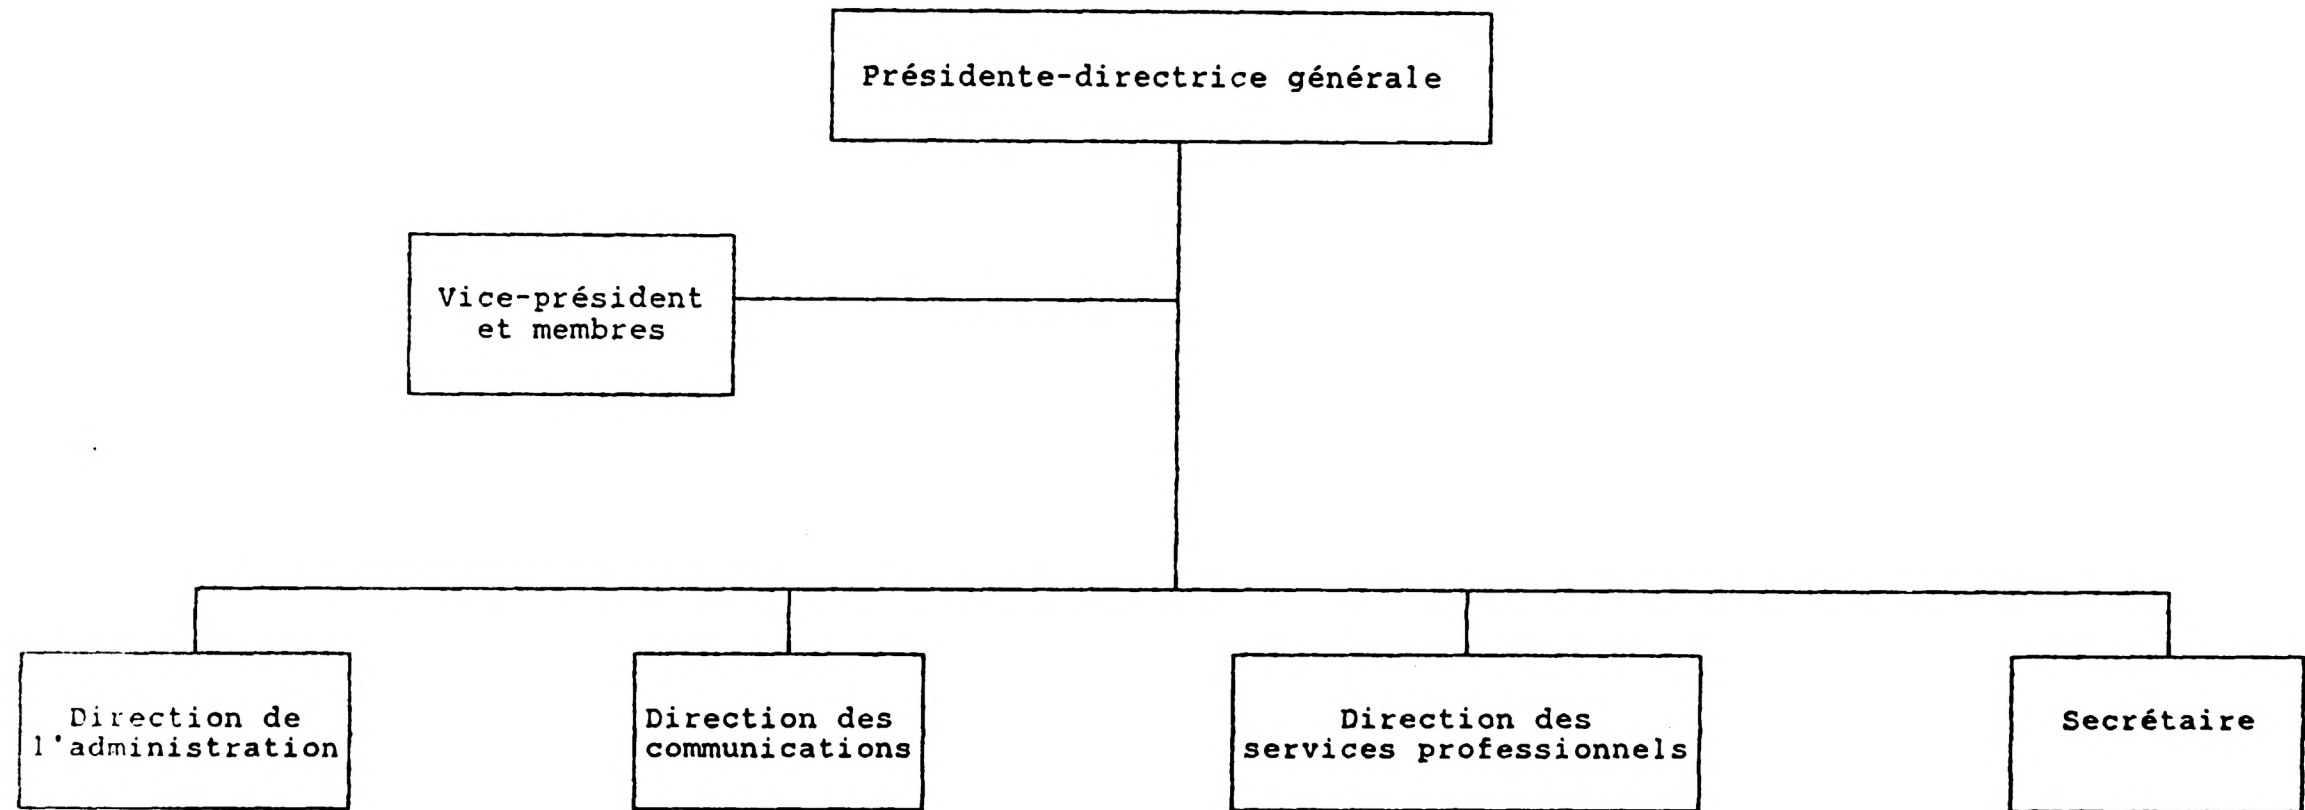 Présidente-directrice générale
Vice-président
et membres
Direction de
l'administration
Direction des
communications
Direction des
services professionnels
Secrétaire